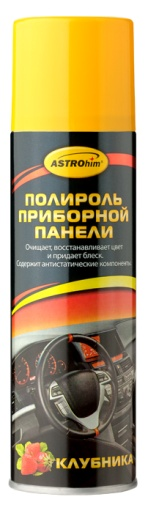 ASTROhim
ПОЛИРОЛЬ
ПРИБОРНОЙ
ПАНЕЛИ
Очищает, восстанавливает цвет
и придает блеск.
Содержит антистатические компоненты
КЛУБНИКА